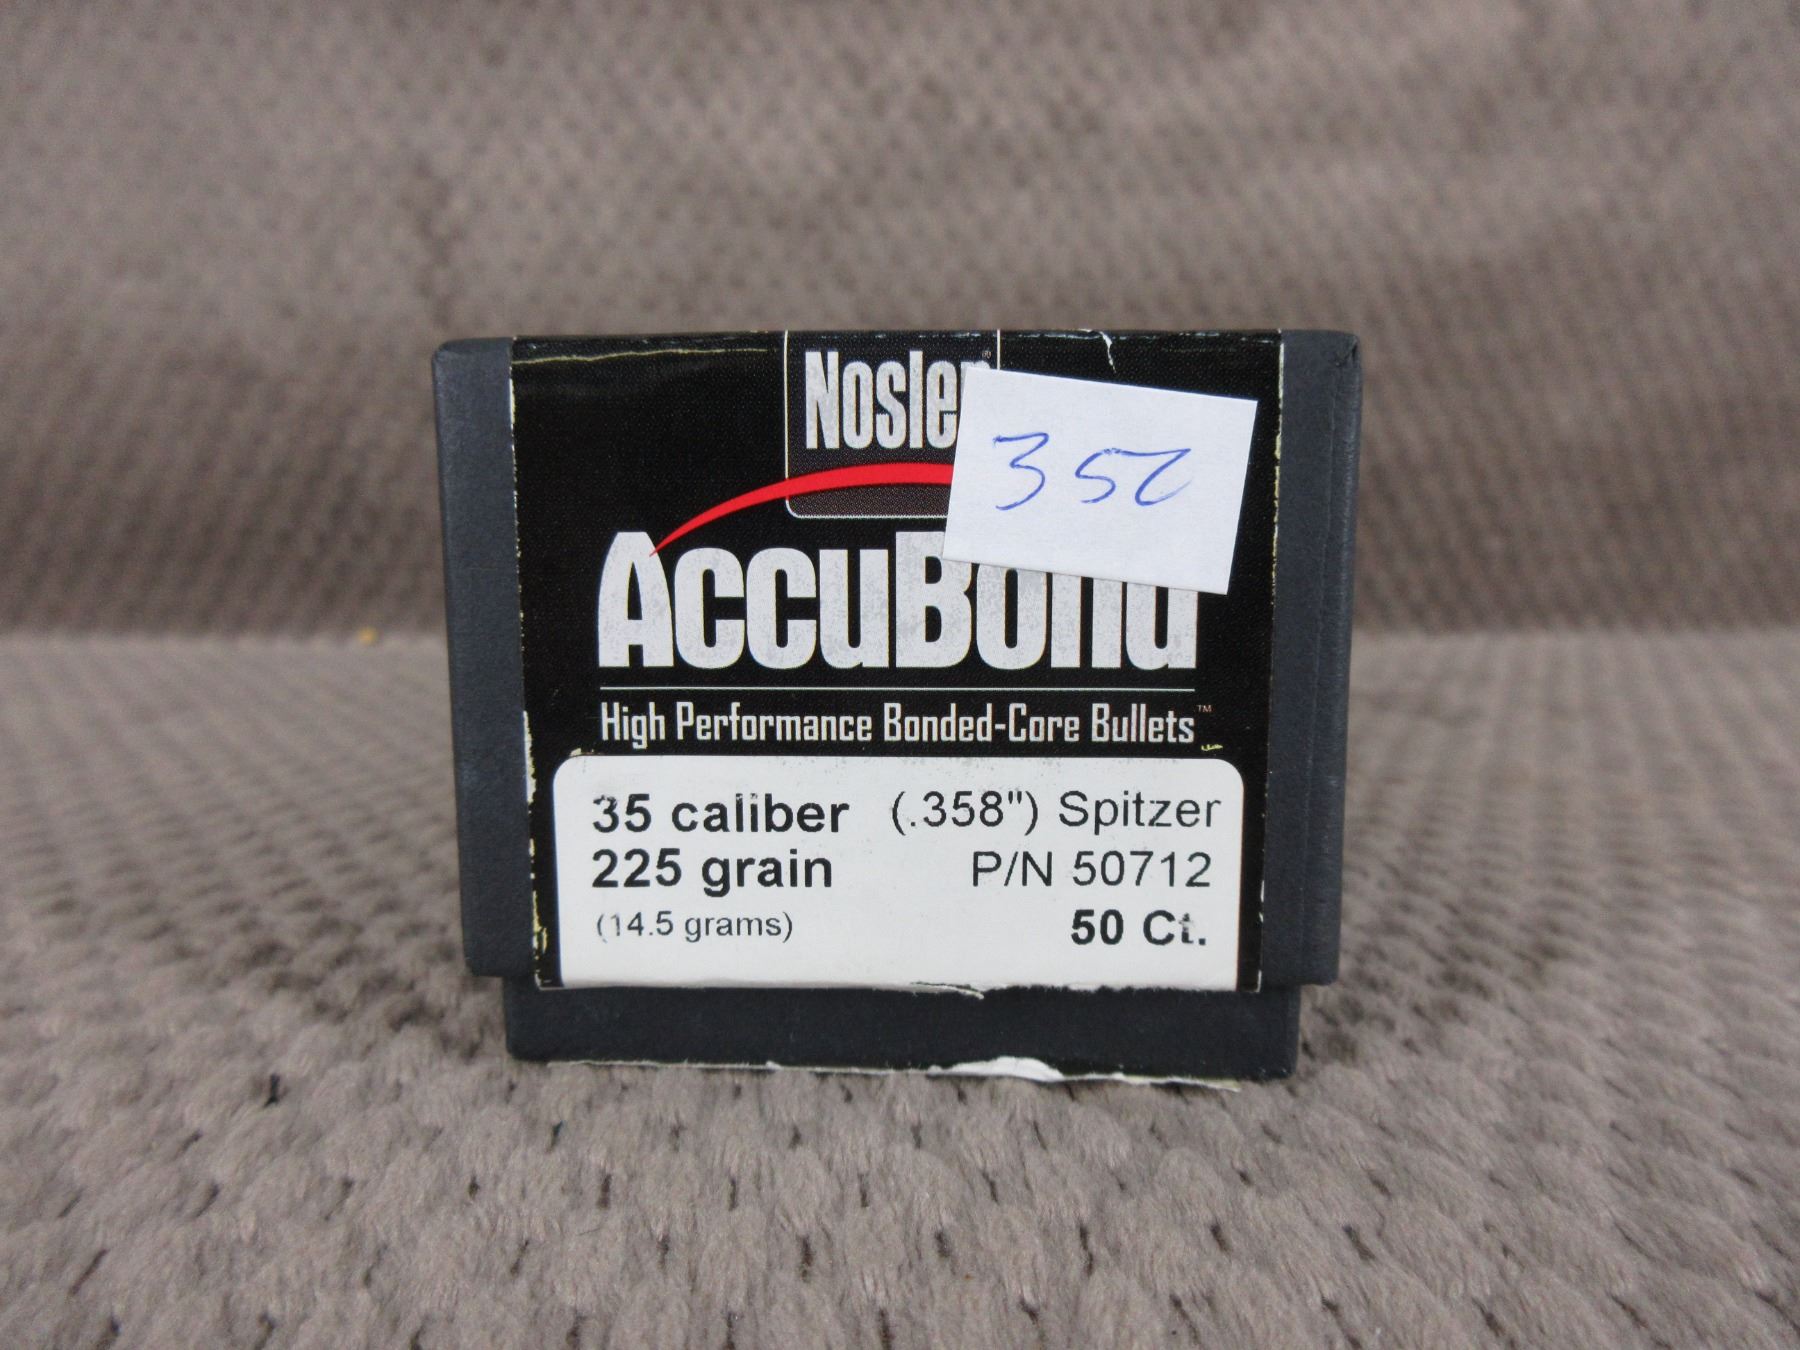 Nosler®
352
AccuBond
High Performance Bonded-Core Bullets™
35 caliber (.358") Spitzer
225 grain P/N 50712
(14.5 grams) 50 Ct.